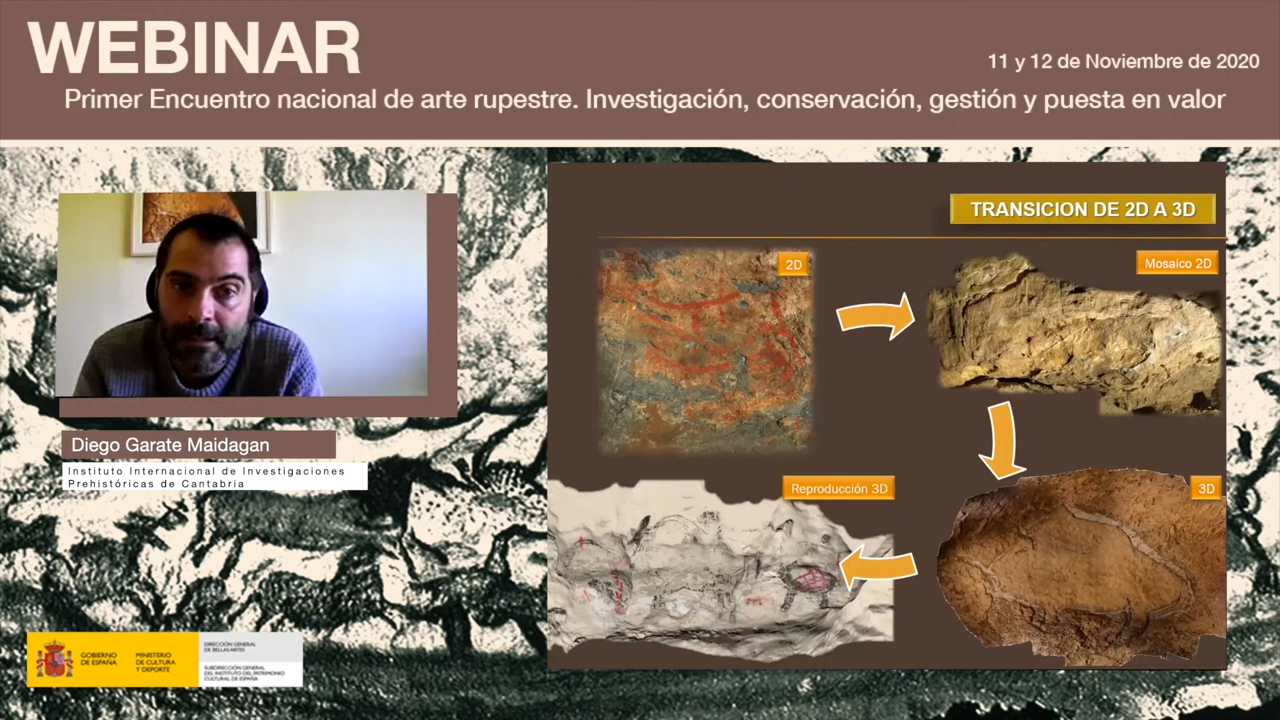 WEBINAR
11 y 12 de Noviembre de 2020
Primer Encuentro nacional de arte rupestre. Investigación, conservación, gestión y puesta en valor
TRANSICION DE 2D A 3D
2D
Mosaico 2D
Diego Garate Maidagan
Instituto Internacional de Investigaciones
Prehistóricas de Cantabria
Reproducción 3D
3D
GOBIERNO
DE ESPAÑA
MINISTERIO
DE CULTURA
Y DEPORTE
DIRECCIÓN GENERAL
DE BELLAS ARTES
SUBDIRECCIÓN GENERAL
DEL INSTITUTO DEL PATRIMONIO
CULTURAL DE ESPAÑA